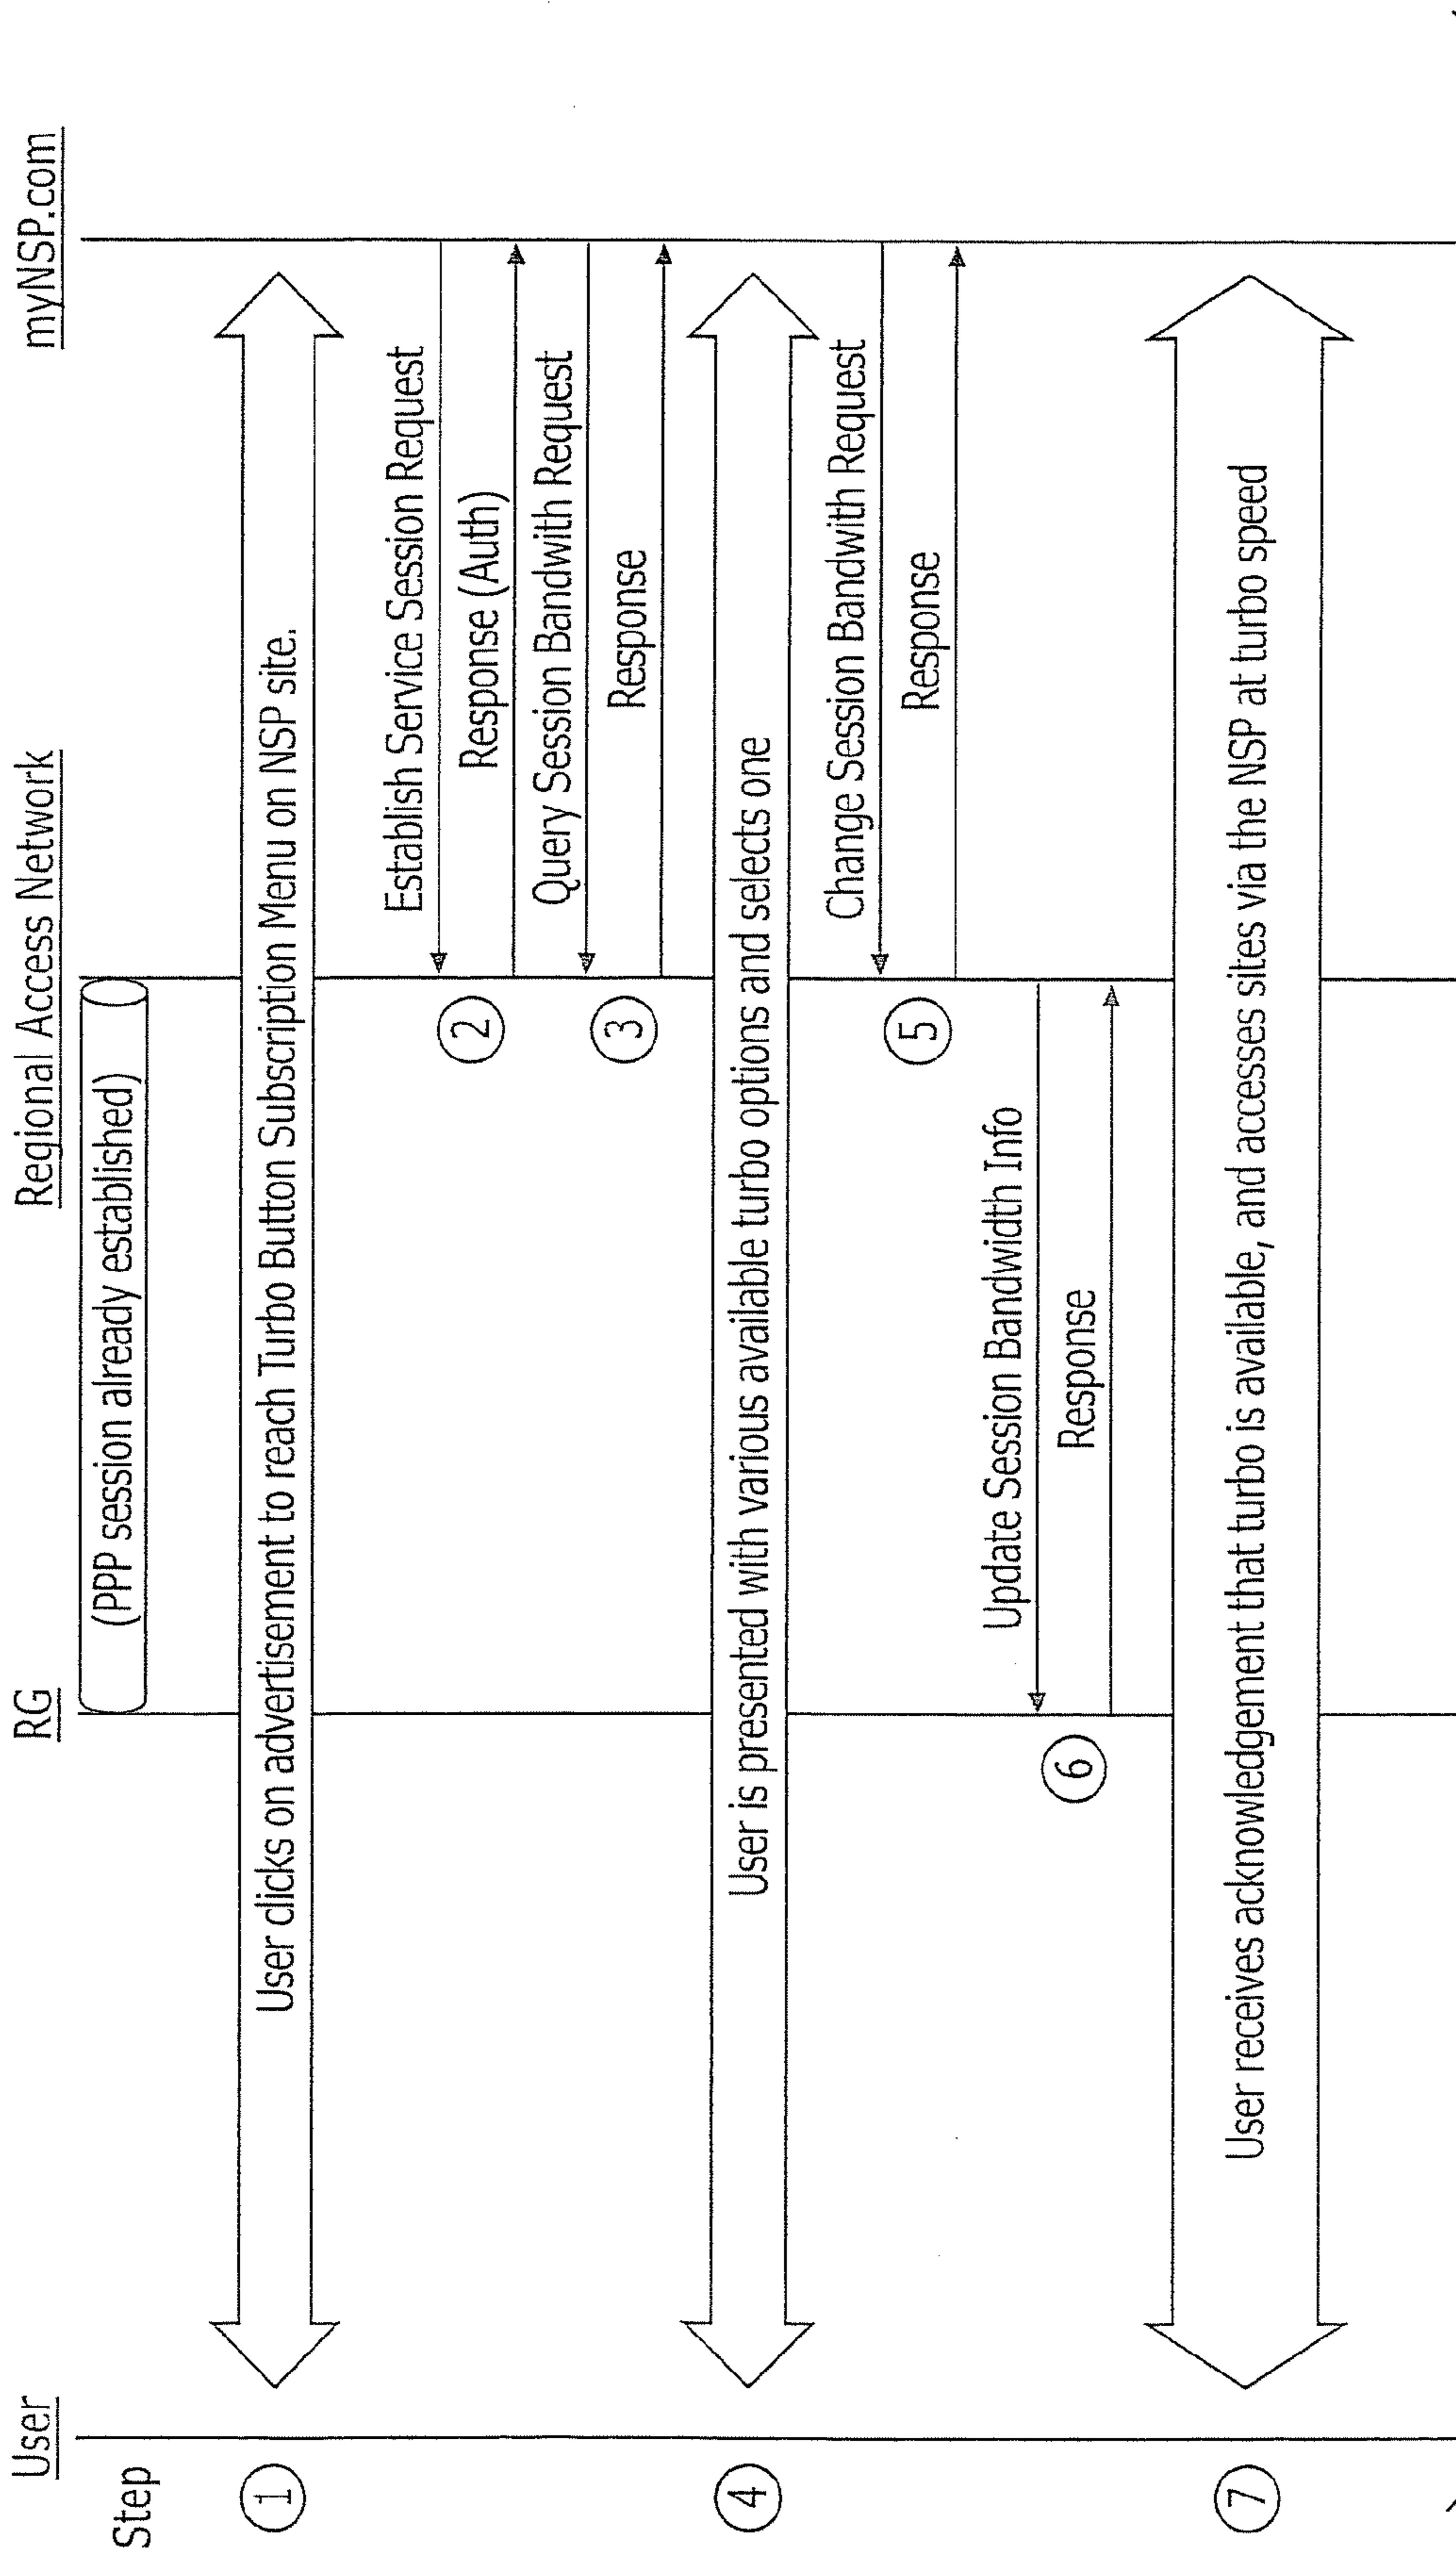 User
RG
Regional Access Network
myNSP.com
Step
(PPP session already established)
1
User clicks on advertisement to reach Turbo Button Subscription Menu on NSP site.
Establish Service Session Request
2
Response (Auth)
Query Session Bandwith Request
3
Response
4
User is presented with various available turbo options and selects one
Change Session Bandwith Request
5
Response
Update Session Bandwidth Info
6
Response
7
User receives acknowledgement that turbo is available, and accesses sites via the NSP at turbo speed